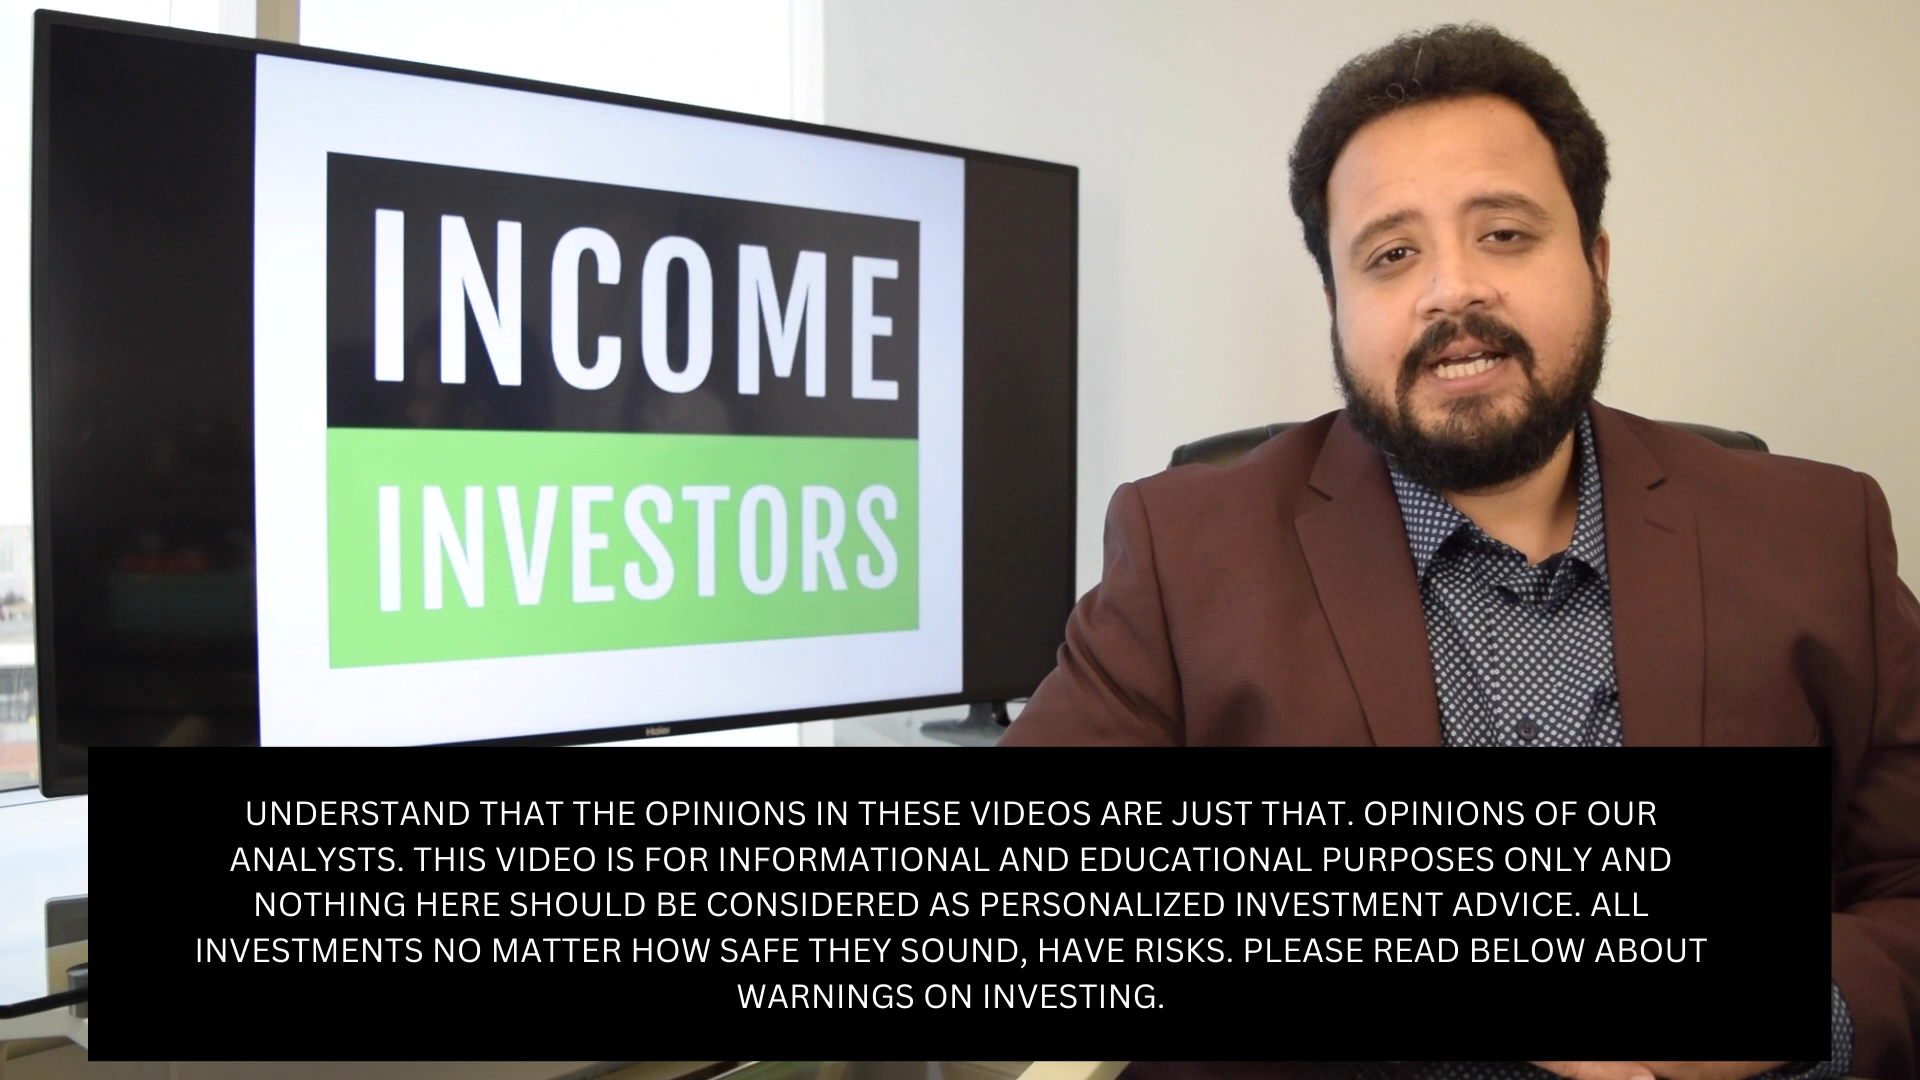 INCOME
INVESTORS
Haier
UNDERSTAND THAT THE OPINIONS IN THESE VIDEOS ARE JUST THAT. OPINIONS OF OUR
ANALYSTS. THIS VIDEO IS FOR INFORMATIONAL AND EDUCATIONAL PURPOSES ONLY AND
NOTHING HERE SHOULD BE CONSIDERED AS PERSONALIZED INVESTMENT ADVICE. ALL
INVESTMENTS NO MATTER HOW SAFE THEY SOUND, HAVE RISKS. PLEASE READ BELOW ABOUT
WARNINGS ON INVESTING.